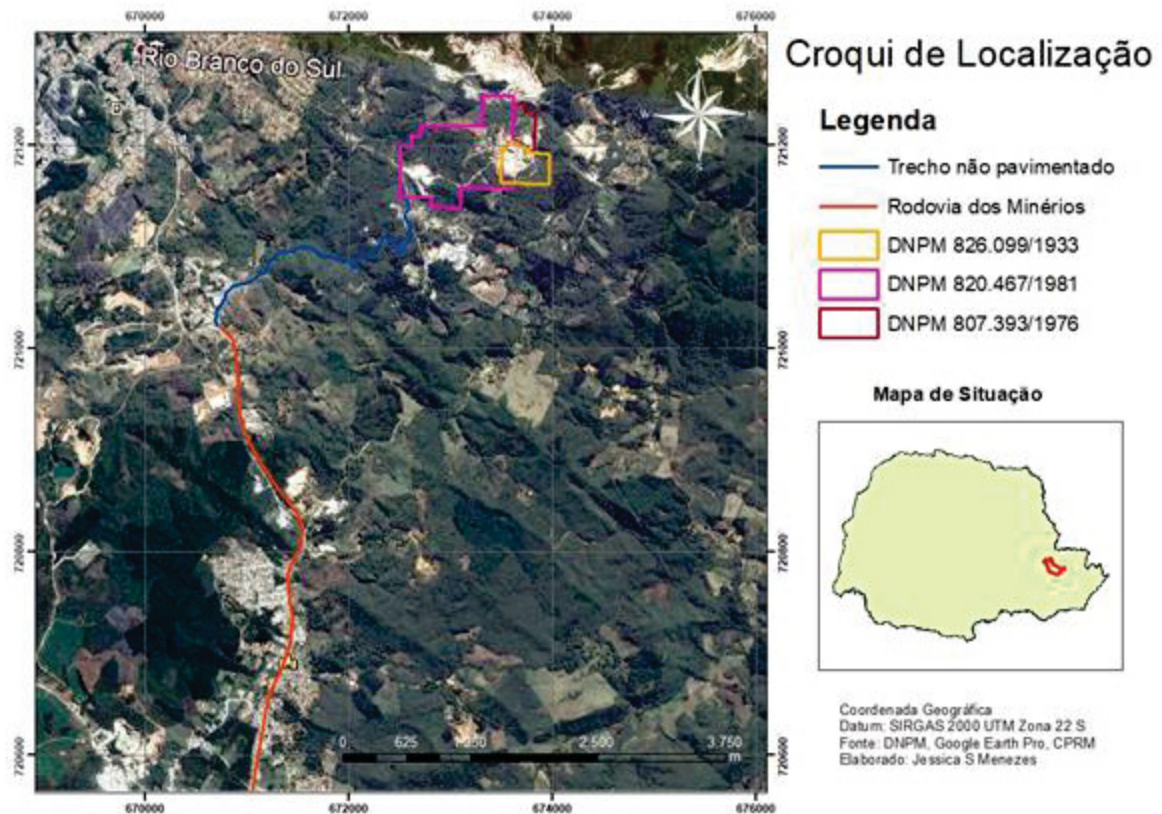 670000 672000 674000 676000
Rio Branco do Sul
Croqui de Localização
Legenda
Trecho não pavimentado
Rodovia dos Minérios
DNPM 826.099/1933
DNPM 820.467/1981
DNPM 807.393/1976
Mapa de Situação
0 625 2.500 3.750
m
Coordenada Geográfica
Datum: SIRGAS 2000 UTM Zona 22 S
Fonte: DNPM, Google Earth Pro, CPRM
Elaborado: Jessica S Menezes
670000 672000 674000 676000